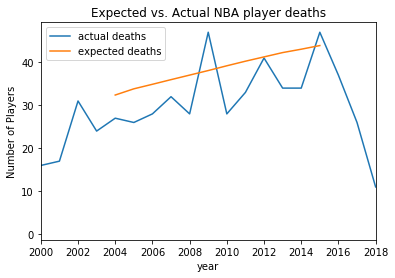 Expected vs. Actual NBA player deaths
actual deaths
expected deaths
40
30
20
10
0
Number of Players
2000 2002 2004 2006 2008 2010 2012 2014 2016 2018
year